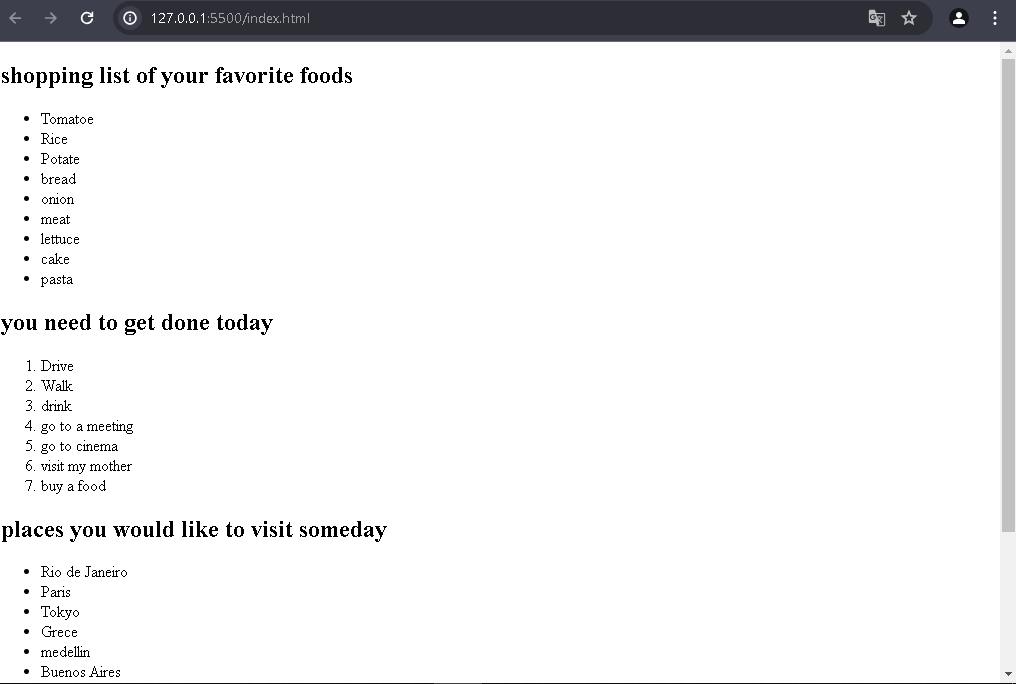 127.0.0.1:5500/index.html
shopping list of your favorite foods
Tomatoe
Rice
Potate
bread
onion
meat
lettuce
cake
pasta
you need to get done today
1. Drive
2. Walk
3. drink
4. go to a meeting
5. go to cinema
6. visit my mother
7. buy a food
places you would like to visit someday
Rio de Janeiro
Paris
Tokyo
Grece
medellin
Buenos Aires